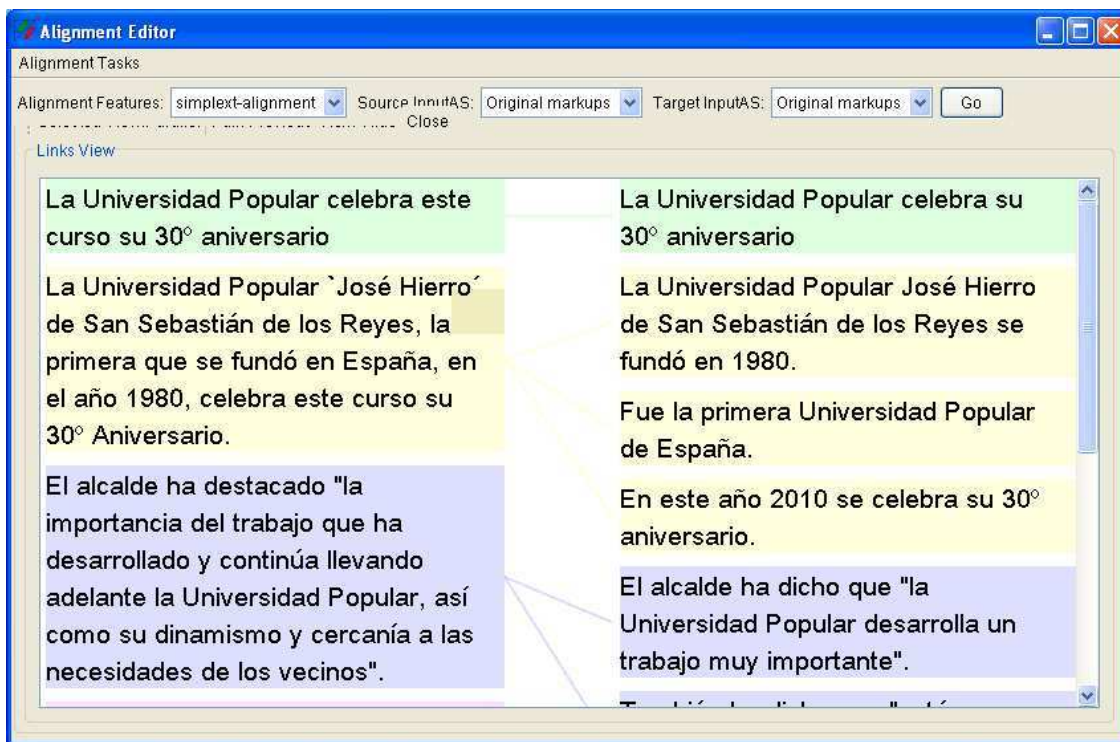 Alignment Editor
Alignment Tasks
Alignment Features: simplext-alignment Source InputAS: Original markups Target InputAS: Original markups Go
Close
Links View
La Universidad Popular celebra este
curso su 30º aniversario
La Universidad Popular `José Hierro´
de San Sebastián de los Reyes, la
primera que se fundó en España, en
el año 1980, celebra este curso su
30º Aniversario.
El alcalde ha destacado "la
importancia del trabajo que ha
desarrollado y continúa llevando
adelante la Universidad Popular, así
como su dinamismo y cercanía a las
necesidades de los vecinos".
La Universidad Popular celebra su
30º aniversario
La Universidad Popular José Hierro
de San Sebastián de los Reyes se
fundó en 1980.
Fue la primera Universidad Popular
de España.
En este año 2010 se celebra su 30º
aniversario.
El alcalde ha dicho que "la
Universidad Popular desarrolla un
trabajo muy importante".